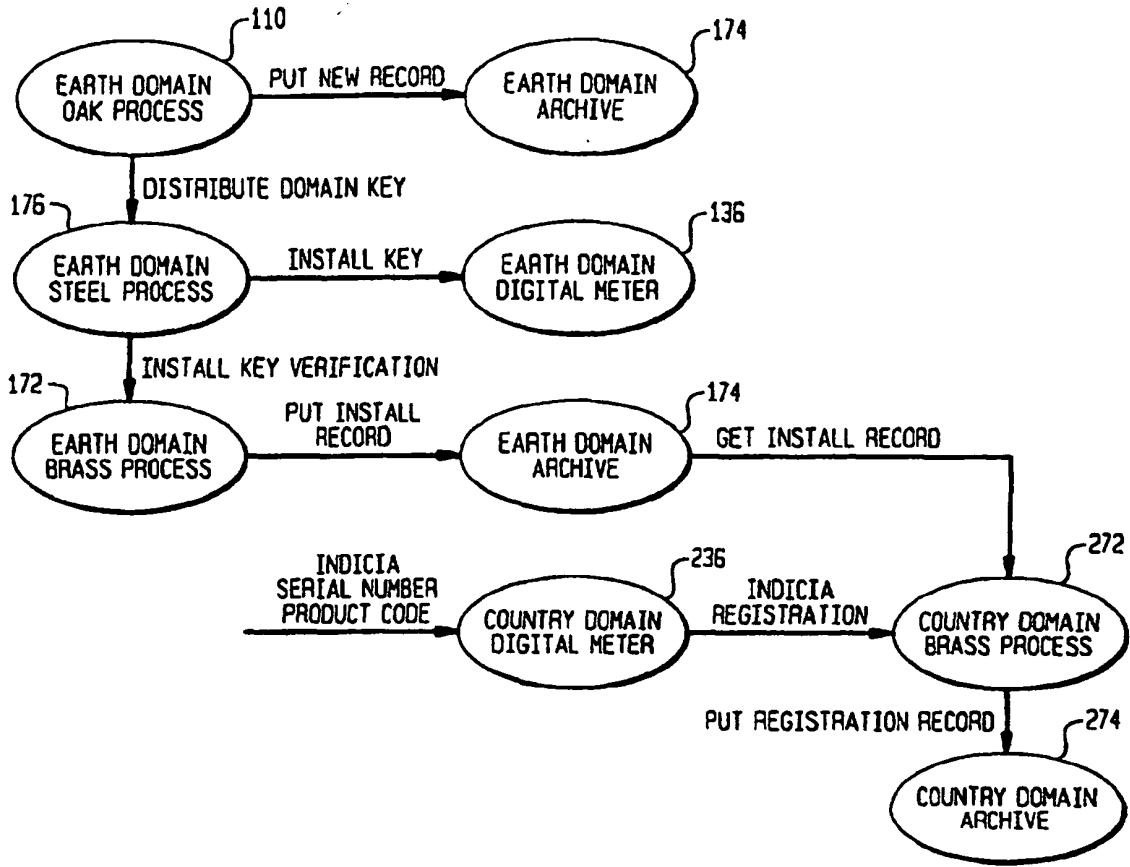 110
174
EARTH DOMAIN
OAK PROCESS
PUT NEW RECORD
EARTH DOMAIN
ARCHIVE
DISTRIBUTE DOMAIN KEY
176
136
EARTH DOMAIN
STEEL PROCESS
INSTALL KEY
EARTH DOMAIN
DIGITAL METER
INSTALL KEY VERIFICATION
172
174
EARTH DOMAIN
BRASS PROCESS
PUT INSTALL
RECORD
EARTH DOMAIN
ARCHIVE
GET INSTALL RECORD
INDICIA
SERIAL NUMBER
PRODUCT CODE
236
COUNTRY DOMAIN
DIGITAL METER
INDICIA
REGISTRATION
272
COUNTRY DOMAIN
BRASS PROCESS
PUT REGISTRATION RECORD
274
COUNTRY DOMAIN
ARCHIVE